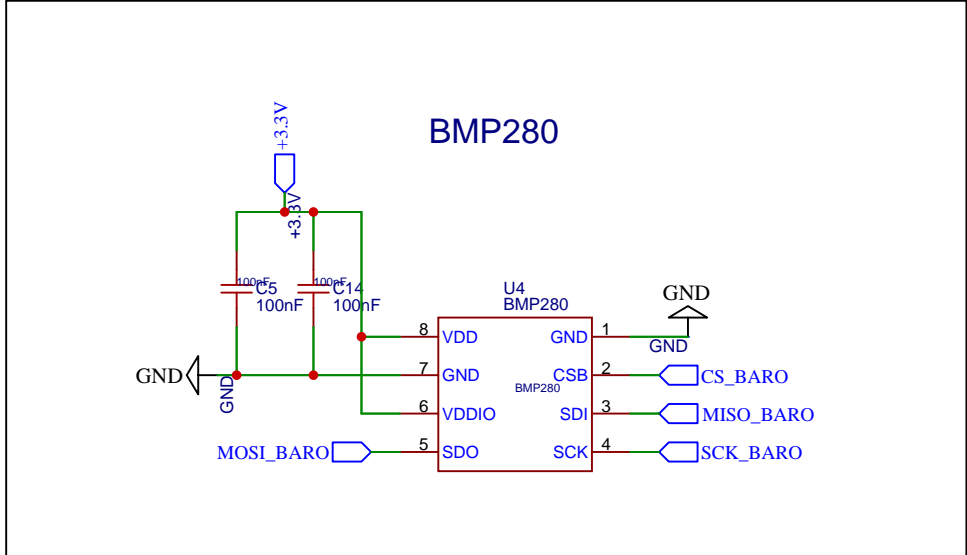 BMP280
+3.3V
+3.3V
100nF
C5
100nF
100nF
C14
100nF
U4
BMP280
GND
GND
GND
GND
8 VDD GND 1
7 GND CSB 2
BMP280
6 VDDIO SDI 3
5 SDO SCK 4
CS_BARO
MISO_BARO
MOSI_BARO
SCK_BARO